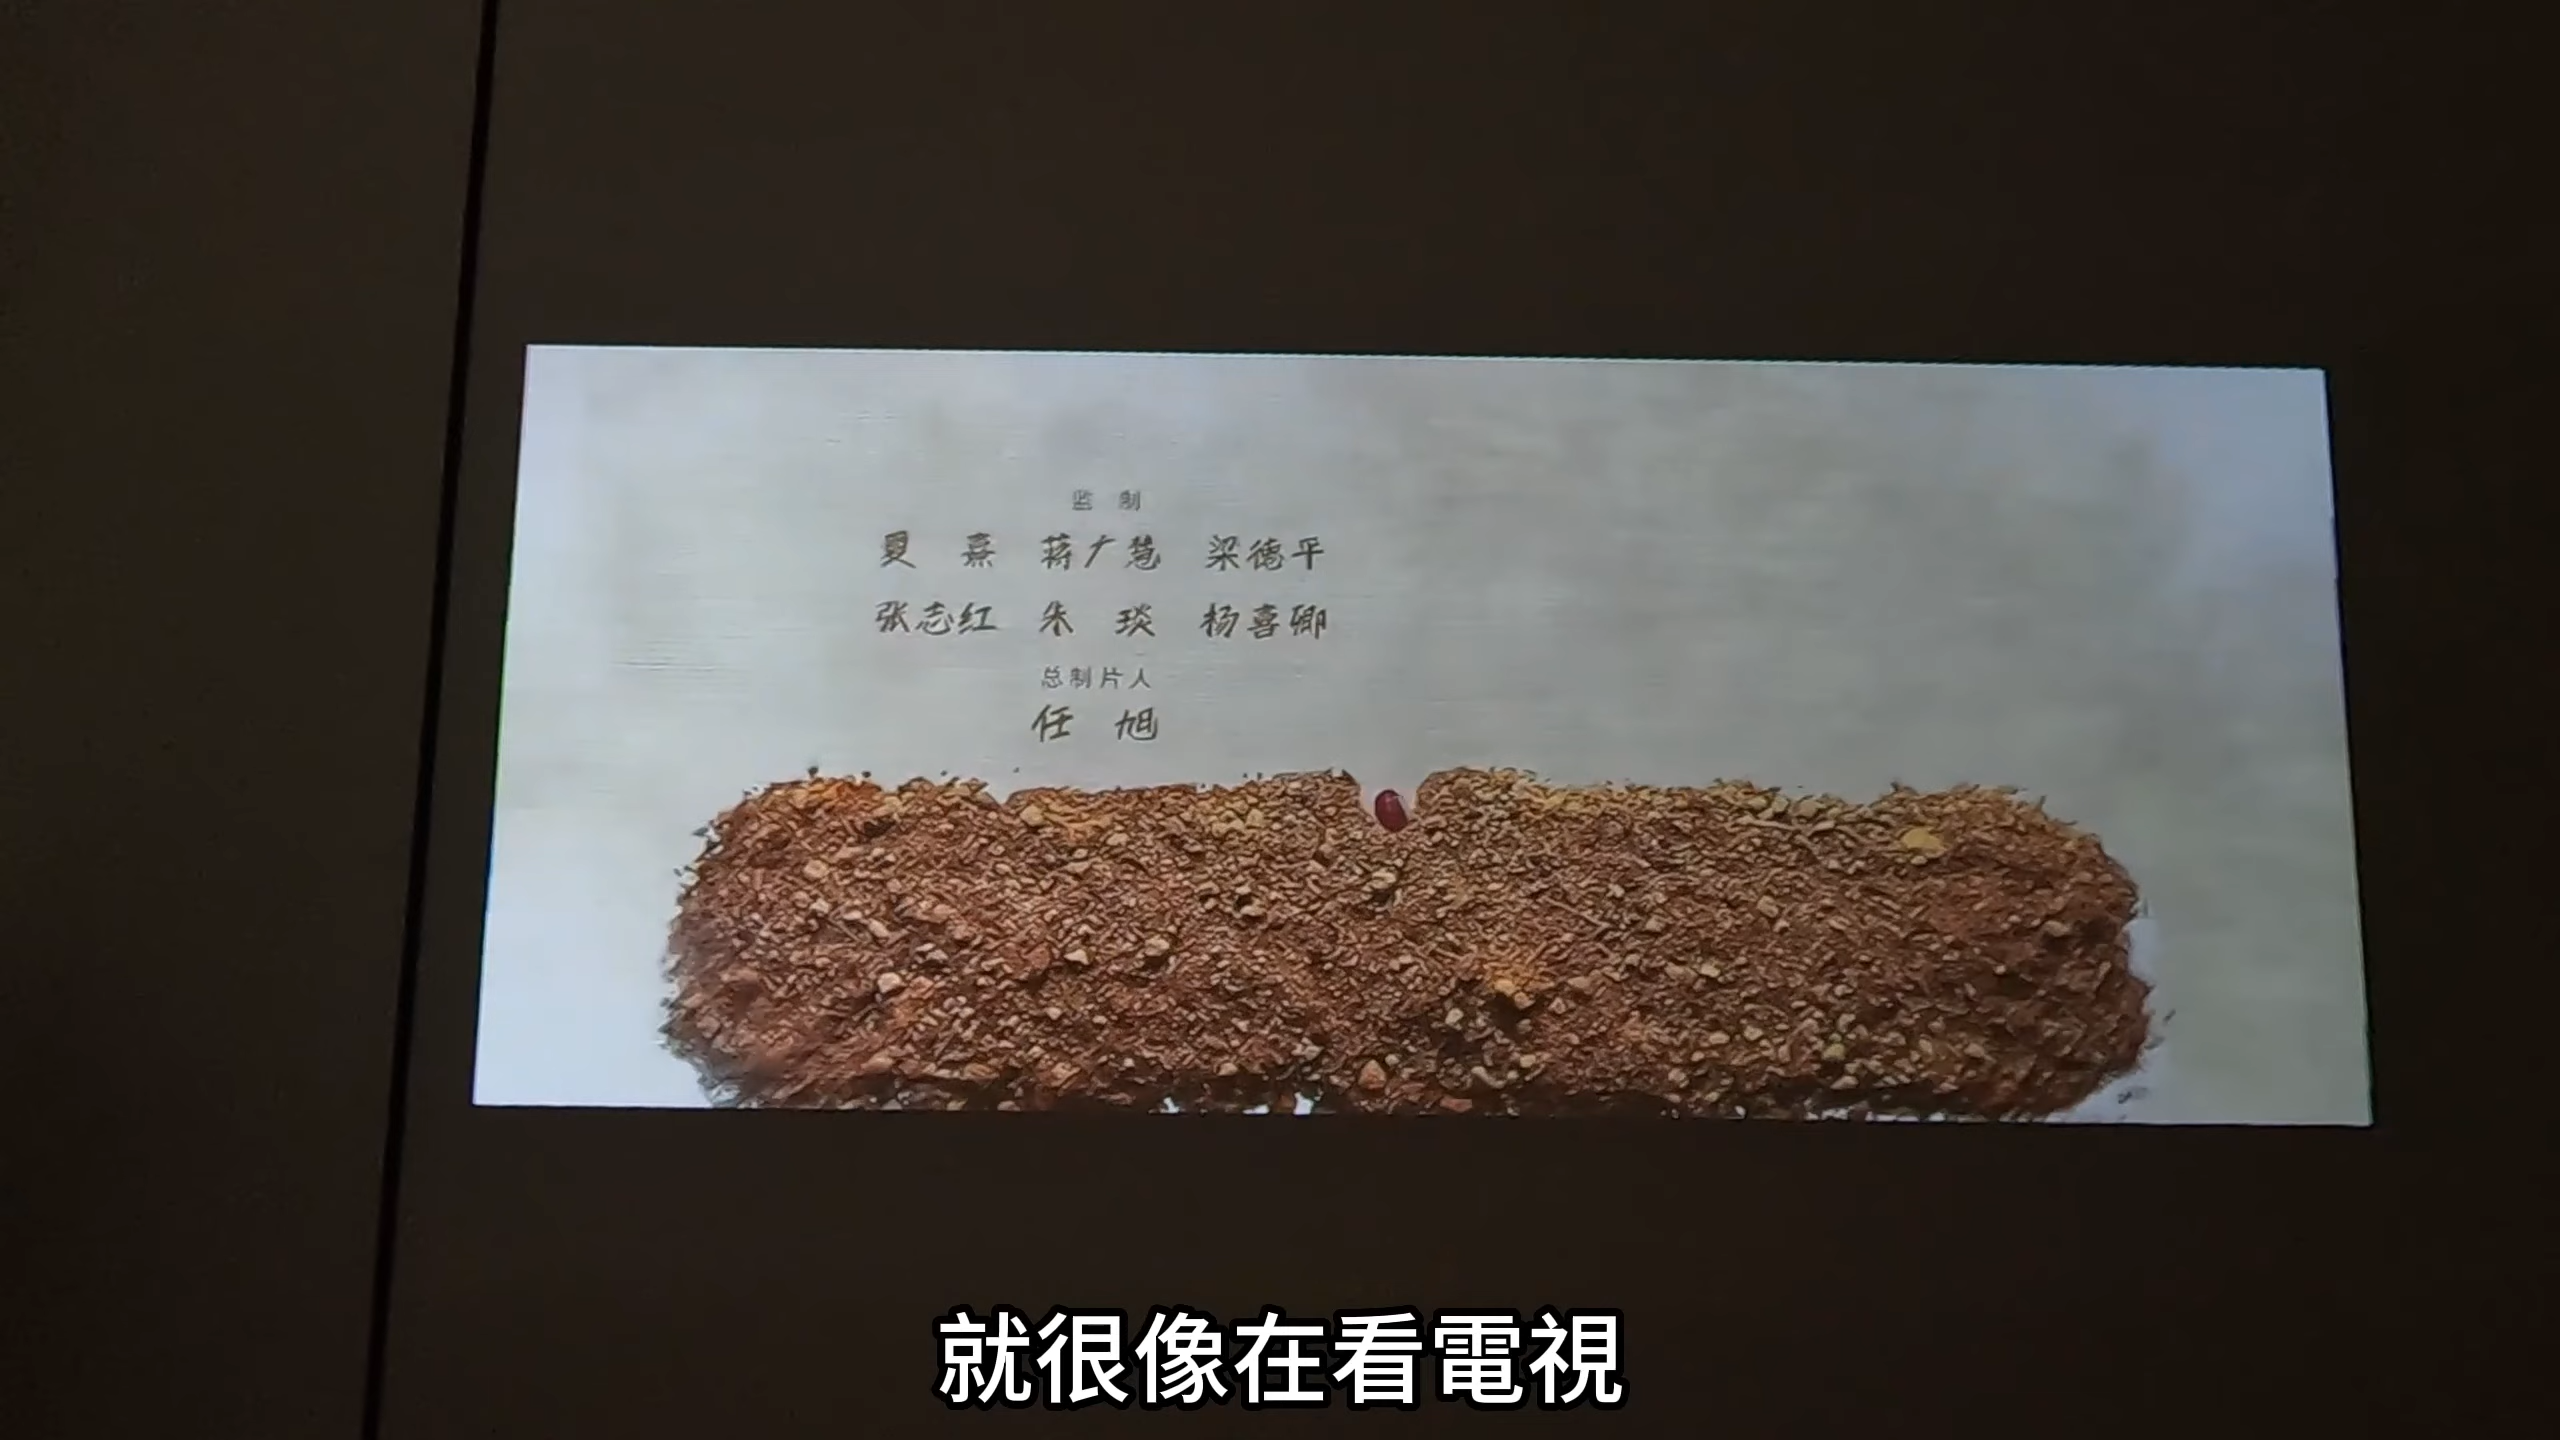 监 制
夏 熹 蒋广慧 梁德平
张志红 朱 琰 杨喜卿
总制片人
任 旭
就很像在看電視